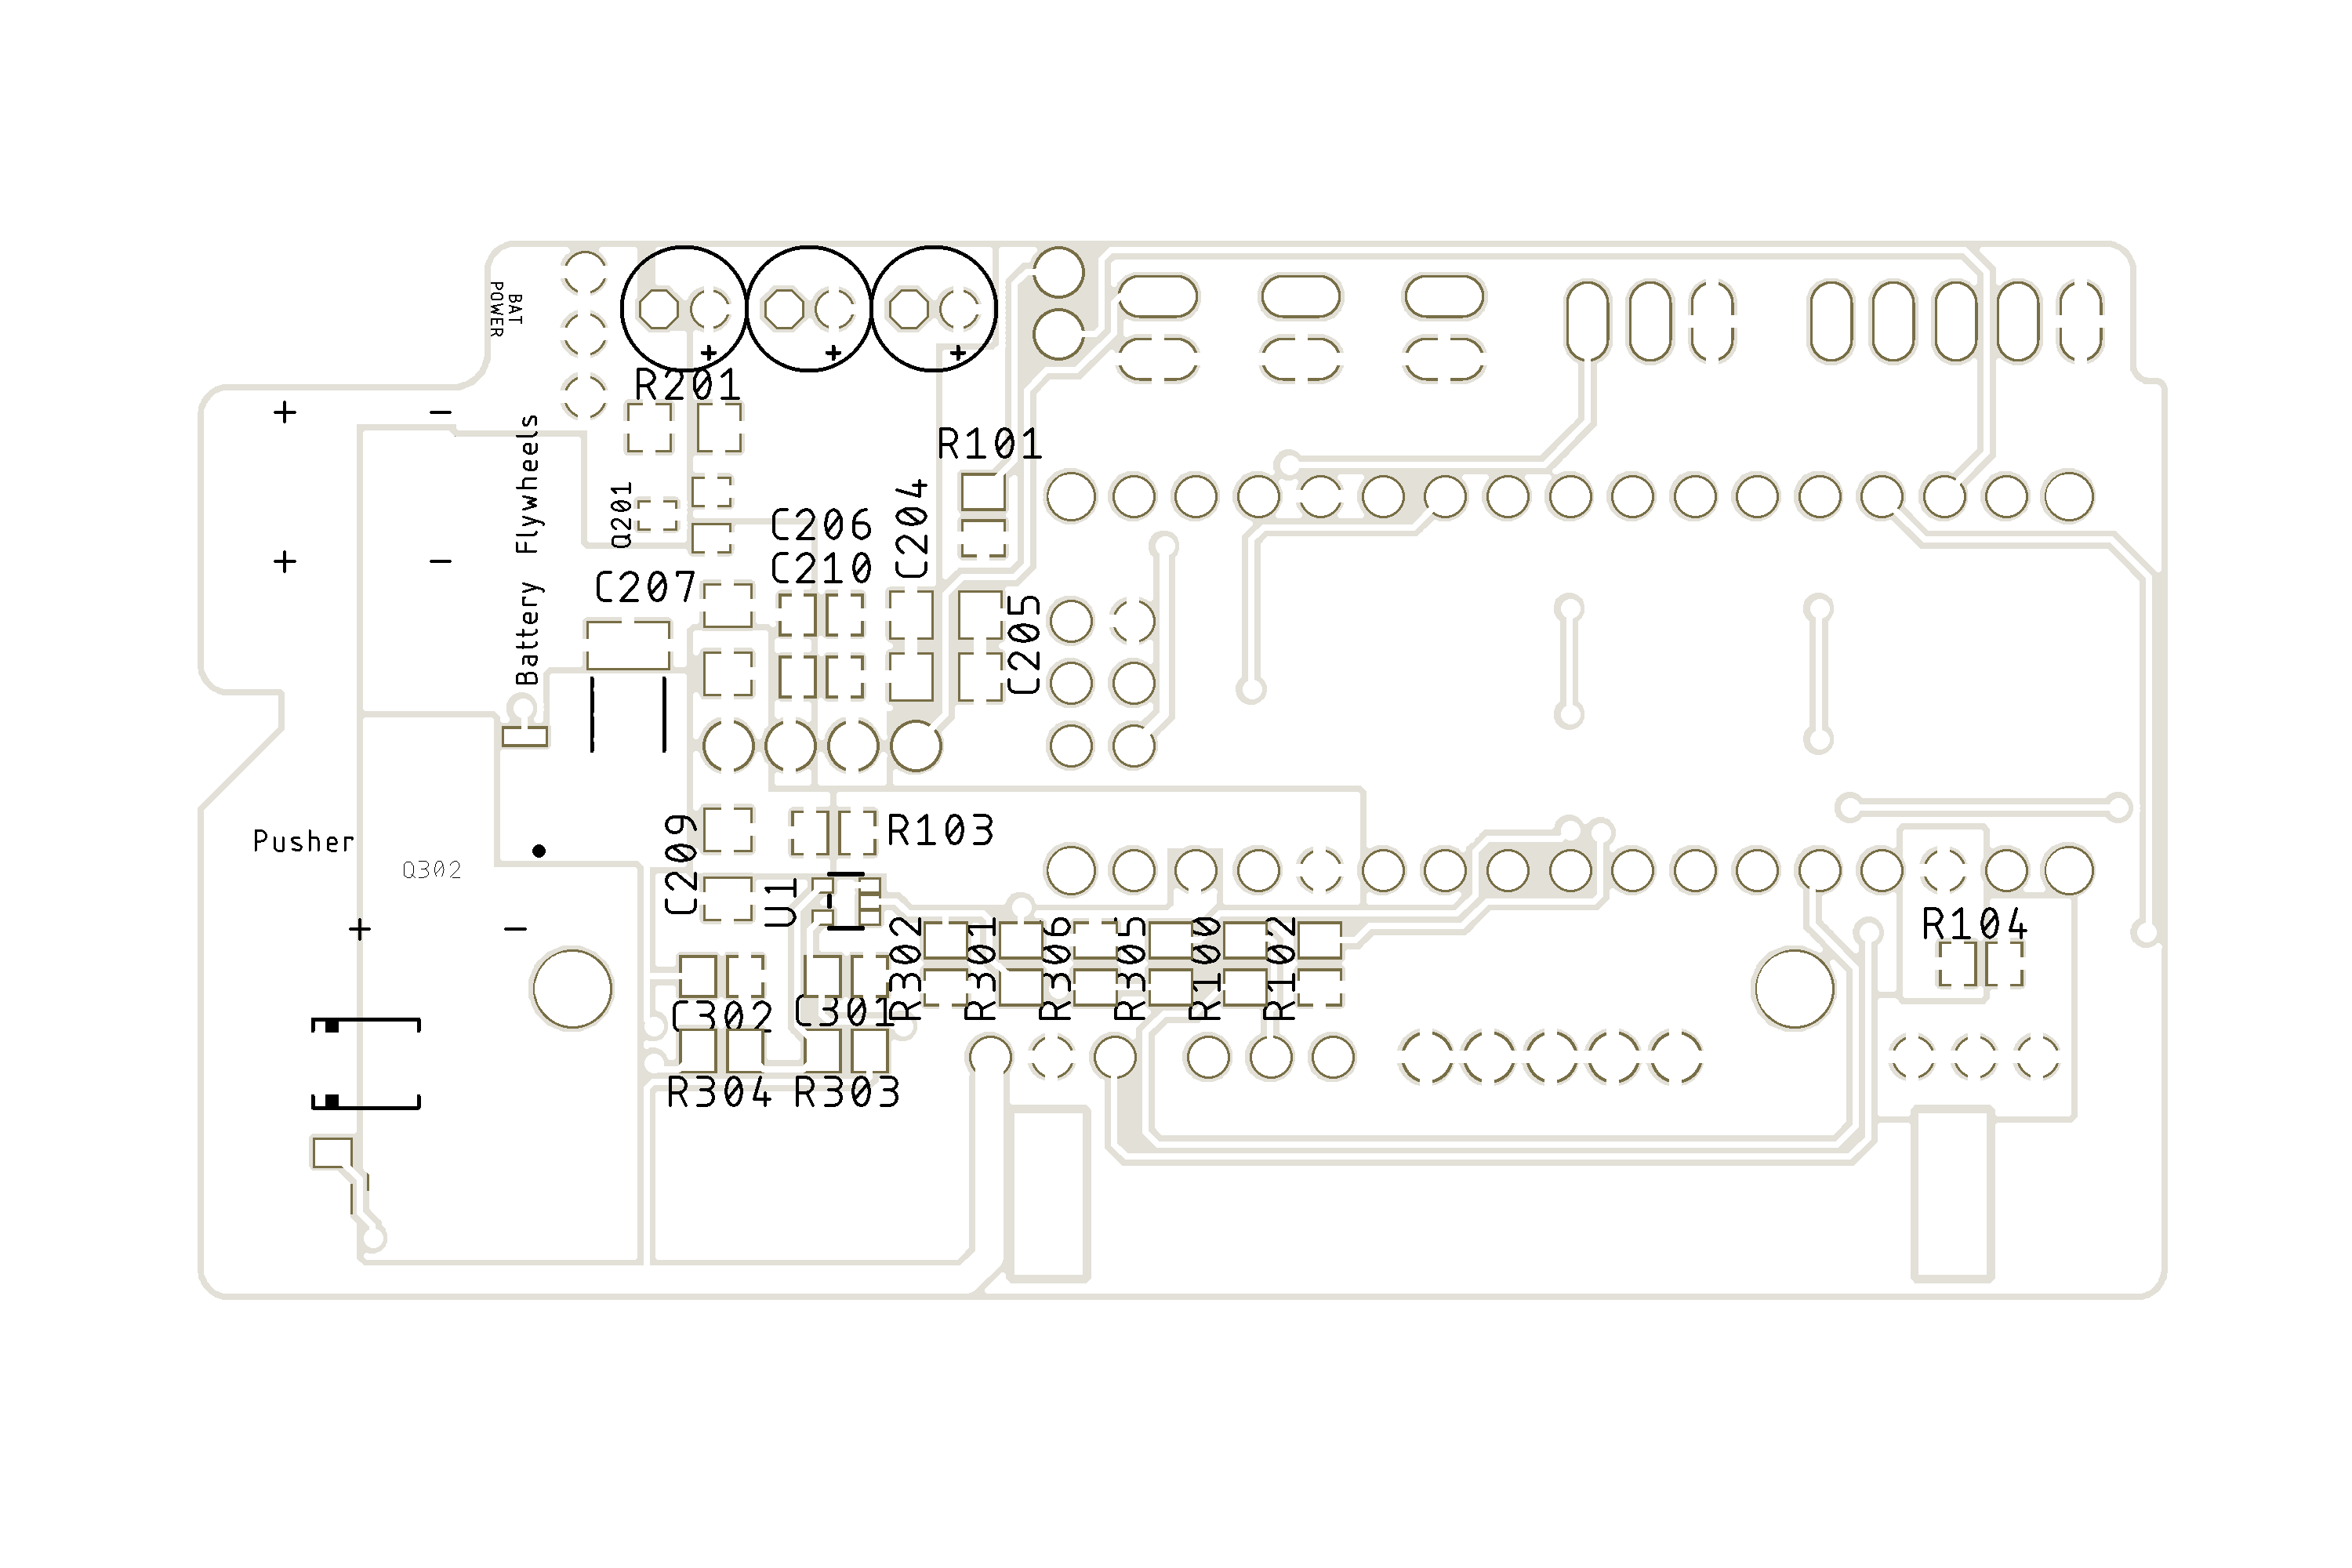 BAT
POWER
+
+
+
R201
+
-
R101
Battery Flywheels
Q201
C206
C204
+
-
C210
C207
C205
Pusher
Q302
C209
R103
U1
+
-
R302
R301
R306
R305
R100
R102
R104
C302
C301
R304
R303